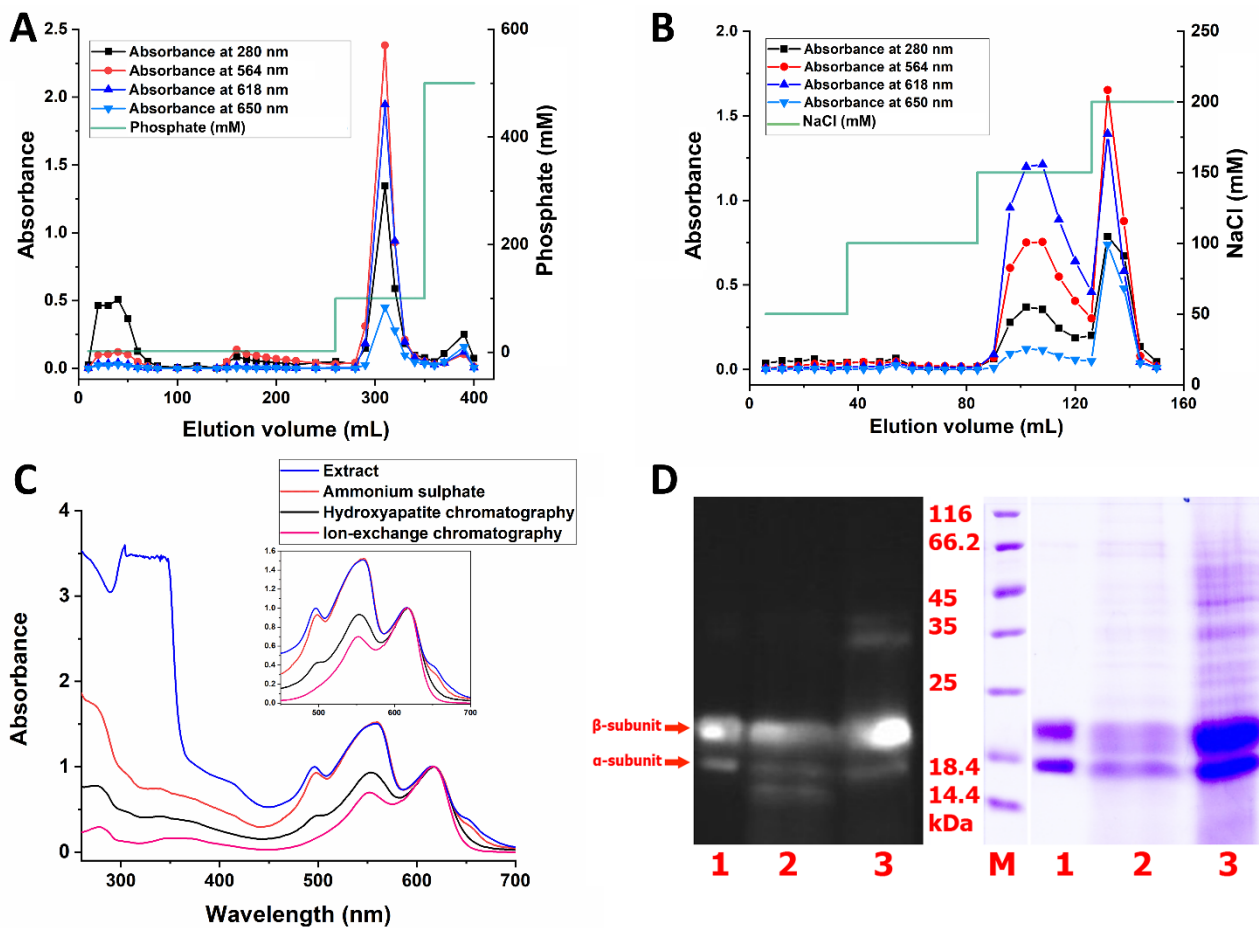 A
Absorbance at 280 nm
Absorbance at 564 nm
Absorbance at 618 nm
Absorbance at 650 nm
Phosphate (mM)
2.5
2.0
1.5
1.0
0.5
0.0
Absorbance
600
400
200
0
Phosphate (mM)
0 100 200 300 400
Elution volume (mL)
B
Absorbance at 280 nm
Absorbance at 564 nm
Absorbance at 618 nm
Absorbance at 650 nm
NaCl (mM)
2.0
1.5
1.0
0.5
0.0
Absorbance
250
200
150
100
50
0
NaCl (mM)
0 40 80 120 160
Elution volume (mL)
C
Extract
Ammonium sulphate
Hydroxyapatite chromatography
Ion-exchange chromatography
4
3
2
1
0
Absorbance
1.6
1.4
1.2
1.0
0.8
0.6
0.4
0.2
0.0
500 600 700
300 400 500 600 700
Wavelength (nm)
D
β-subunit
α-subunit
116
66.2
45
35
25
18.4
14.4
kDa
1 2 3 M 1 2 3